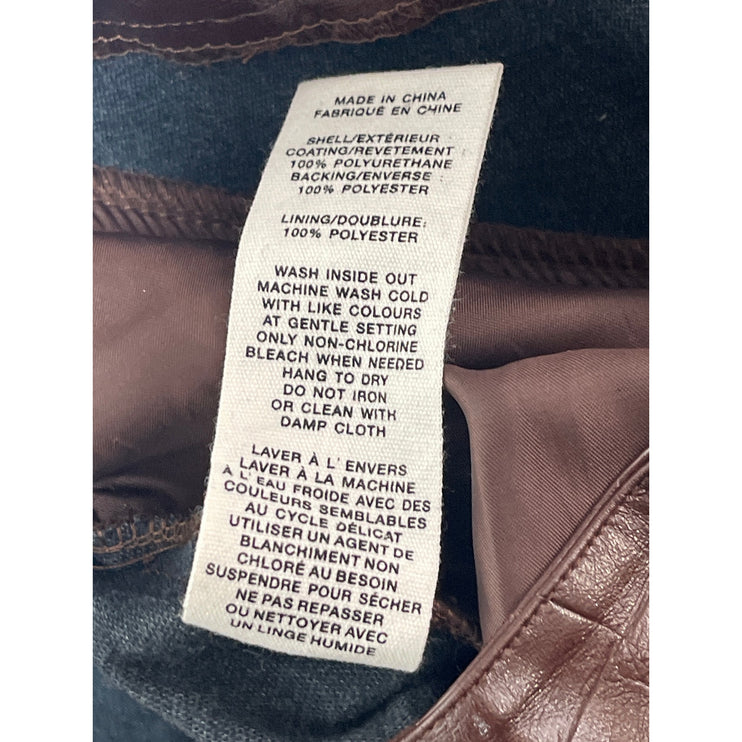 MADE IN CHINA
FABRIQUÉ EN CHINE
SHELL/EXTÉRIEUR
COATING/REVETEMENT
100% POLYURETHANE
BACKING/ENVERSE
100% POLYESTER
LINING/DOUBLURE:
100% POLYESTER
WASH INSIDE OUT
MACHINE WASH COLD
WITH LIKE COLOURS
AT GENTLE SETTING
ONLY NON-CHLORINE
BLEACH WHEN NEEDED
HANG TO DRY
DO NOT IRON
OR CLEAN WITH
DAMP CLOTH
LAVER À L' ENVERS
LAVER À LA MACHINE
À L' EAU FROIDE AVEC DES
COULEURS SEMBLABLES
AU CYCLE DÉLICAT
UTILISER UN AGENT DE
BLANCHIMENT NON
CHLORÉ AU BESOIN
SUSPENDRE POUR SÉCHER
NE PAS REPASSER
OU NETTOYER AVEC
UN LINGE HUMIDE